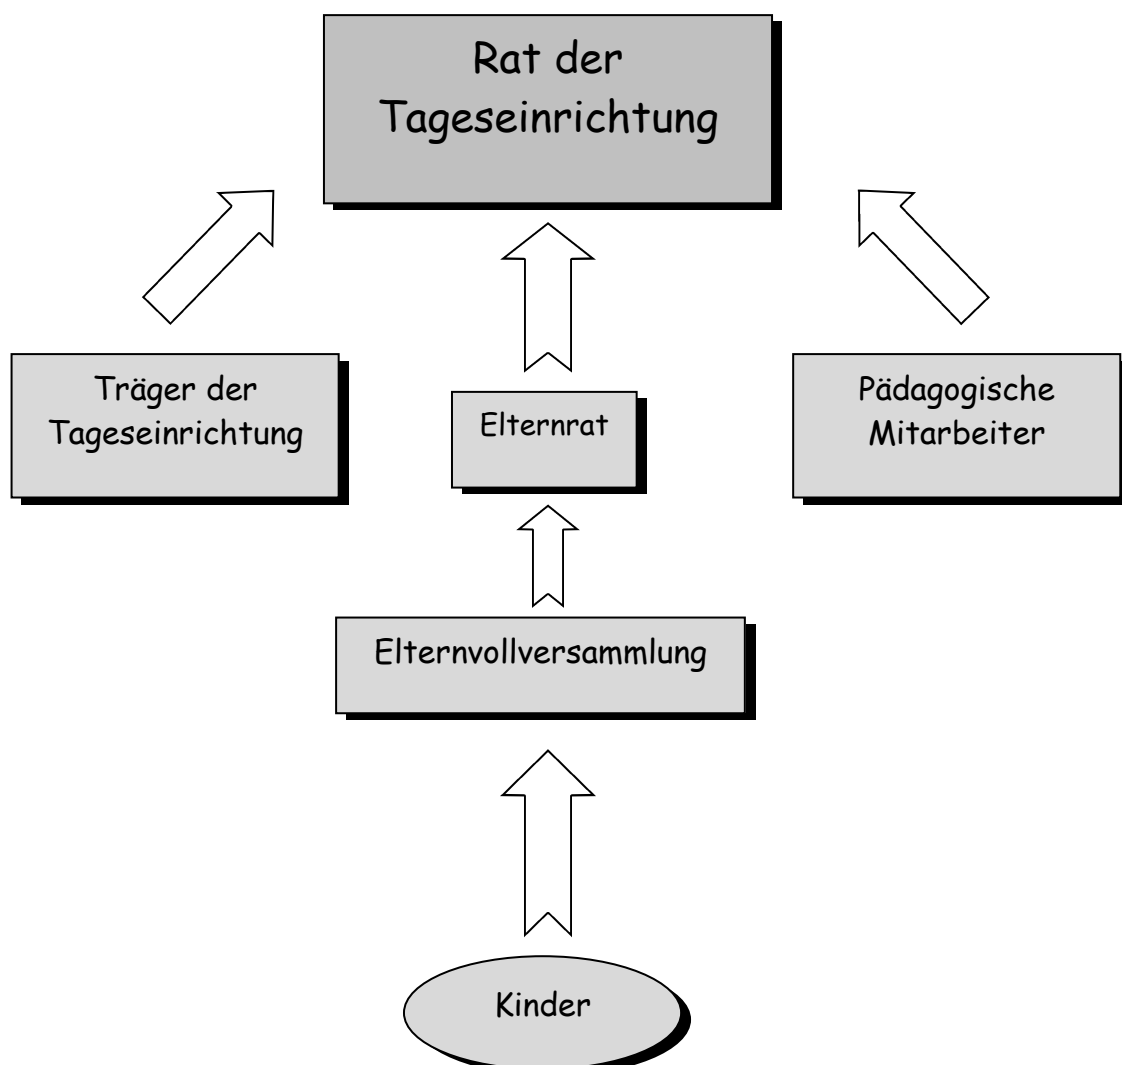 Rat der
Tageseinrichtung
Träger der
Tageseinrichtung
Elternrat
Pädagogische
Mitarbeiter
Elternvollversammlung
Kinder